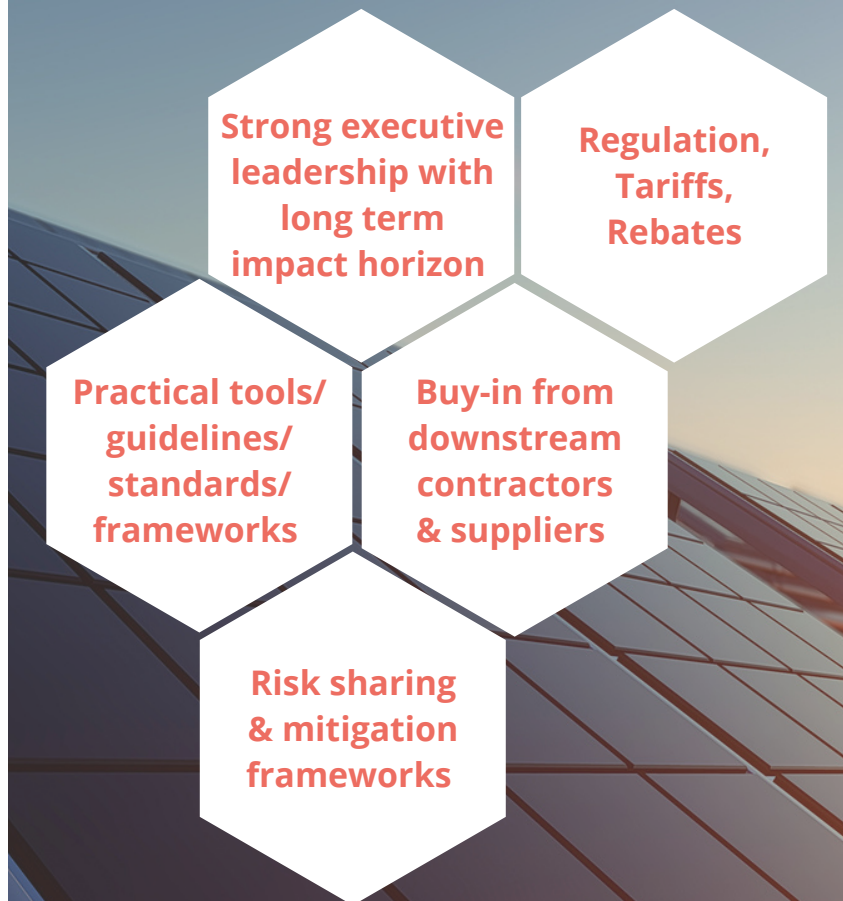 Strong executive
leadership with
long term
impact horizon
Regulation,
Tariffs,
Rebates
Practical tools/
guidelines/
standards/
frameworks
Buy-in from
downstream
contractors
& suppliers
Risk sharing
& mitigation
frameworks